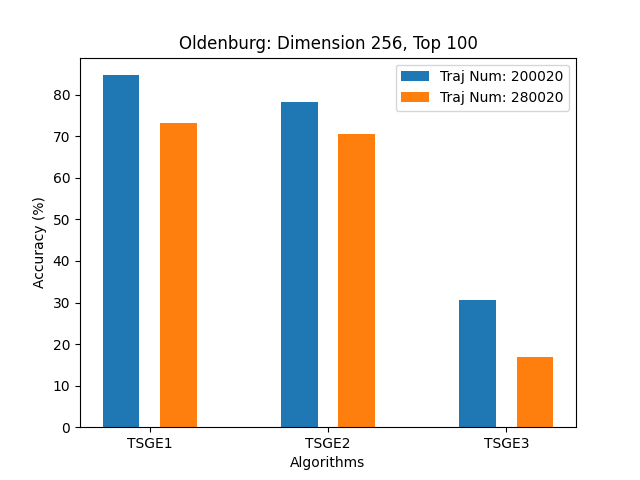 Oldenburg: Dimension 256, Top 100
Traj Num: 200020
Traj Num: 280020
Accuracy (%)
80
70
60
50
40
30
20
10
0
TSGE1 TSGE2 TSGE3
Algorithms